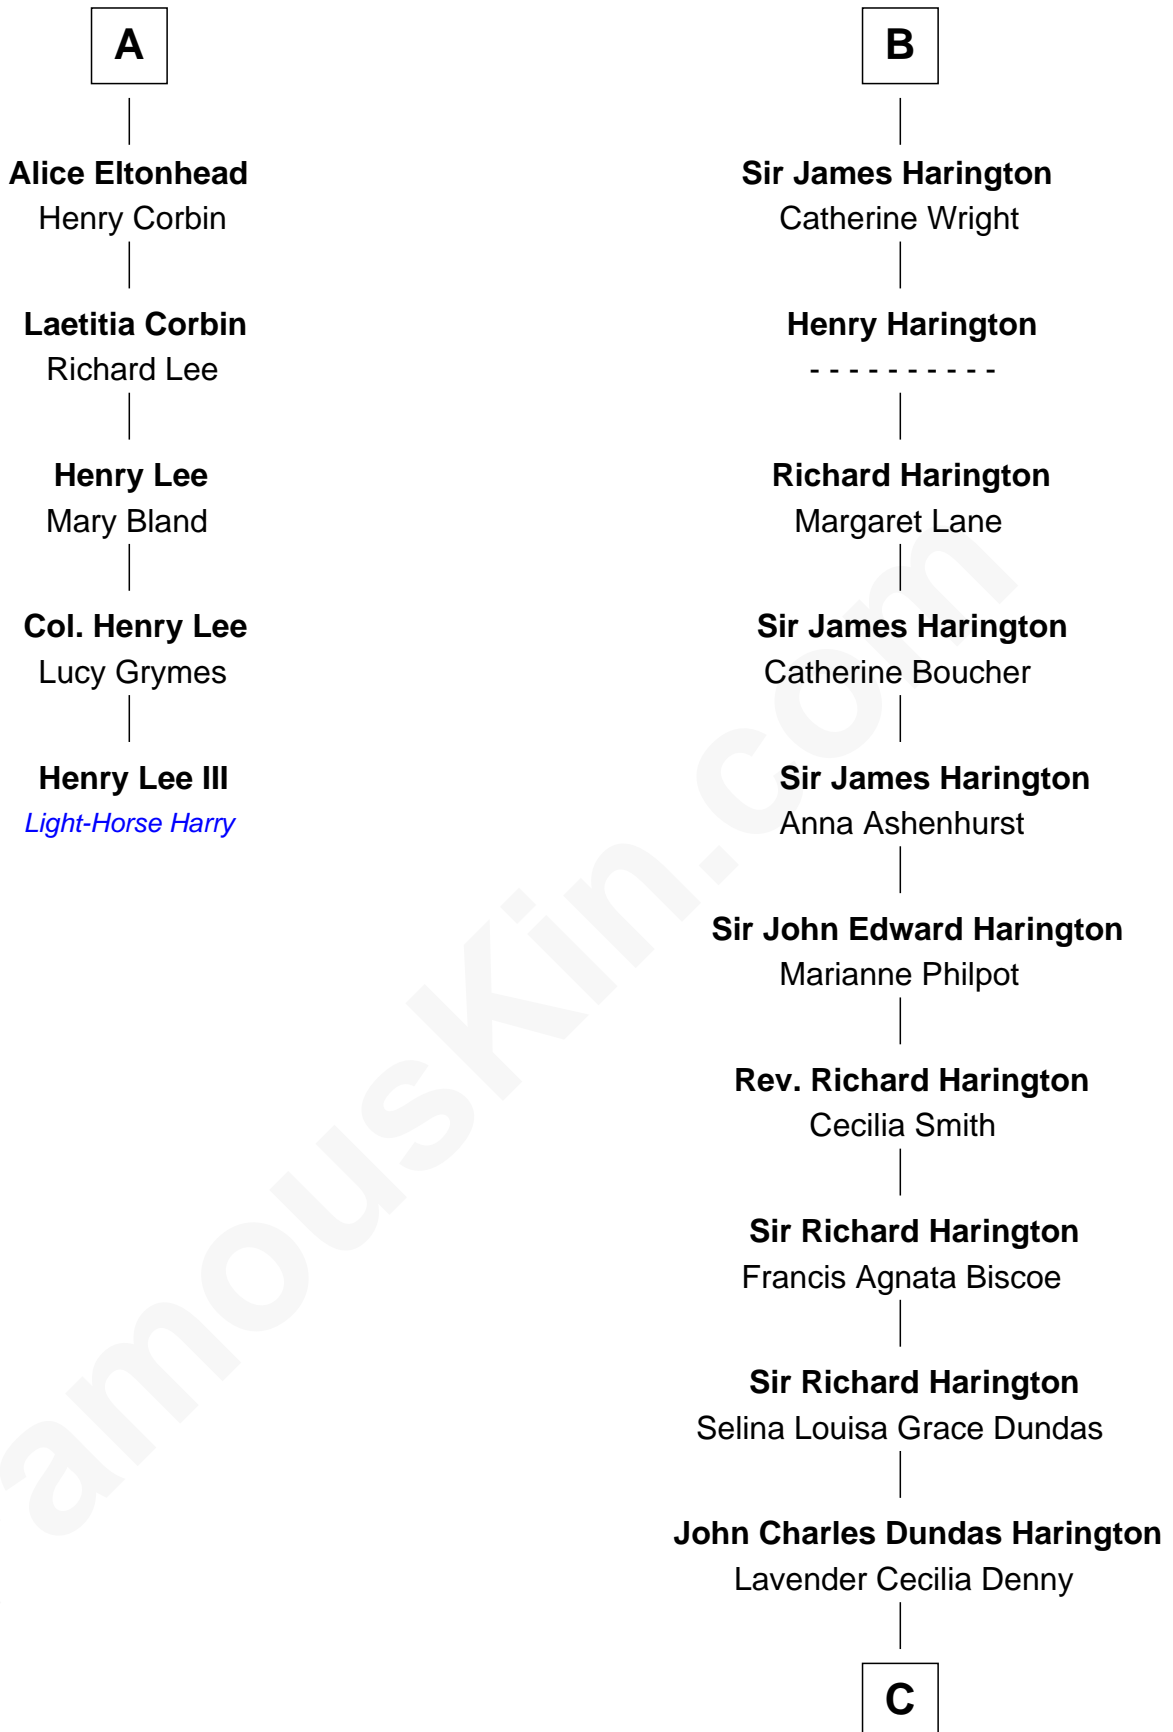 A
Alice Eltonhead
Henry Corbin
Laetitia Corbin
Richard Lee
Henry Lee
Mary Bland
Col. Henry Lee
Lucy Grymes
Henry Lee III
Light-Horse Harry
B
Sir James Harington
Catherine Wright
Henry Harington
- - - - - - - - - -
Richard Harington
Margaret Lane
Sir James Harington
Catherine Boucher
Sir James Harington
Anna Ashenhurst
Sir John Edward Harington
Marianne Philpot
Rev. Richard Harington
Cecilia Smith
Sir Richard Harington
Francis Agnata Biscoe
Sir Richard Harington
Selina Louisa Grace Dundas
John Charles Dundas Harington
Lavender Cecilia Denny
C
amouskin.com